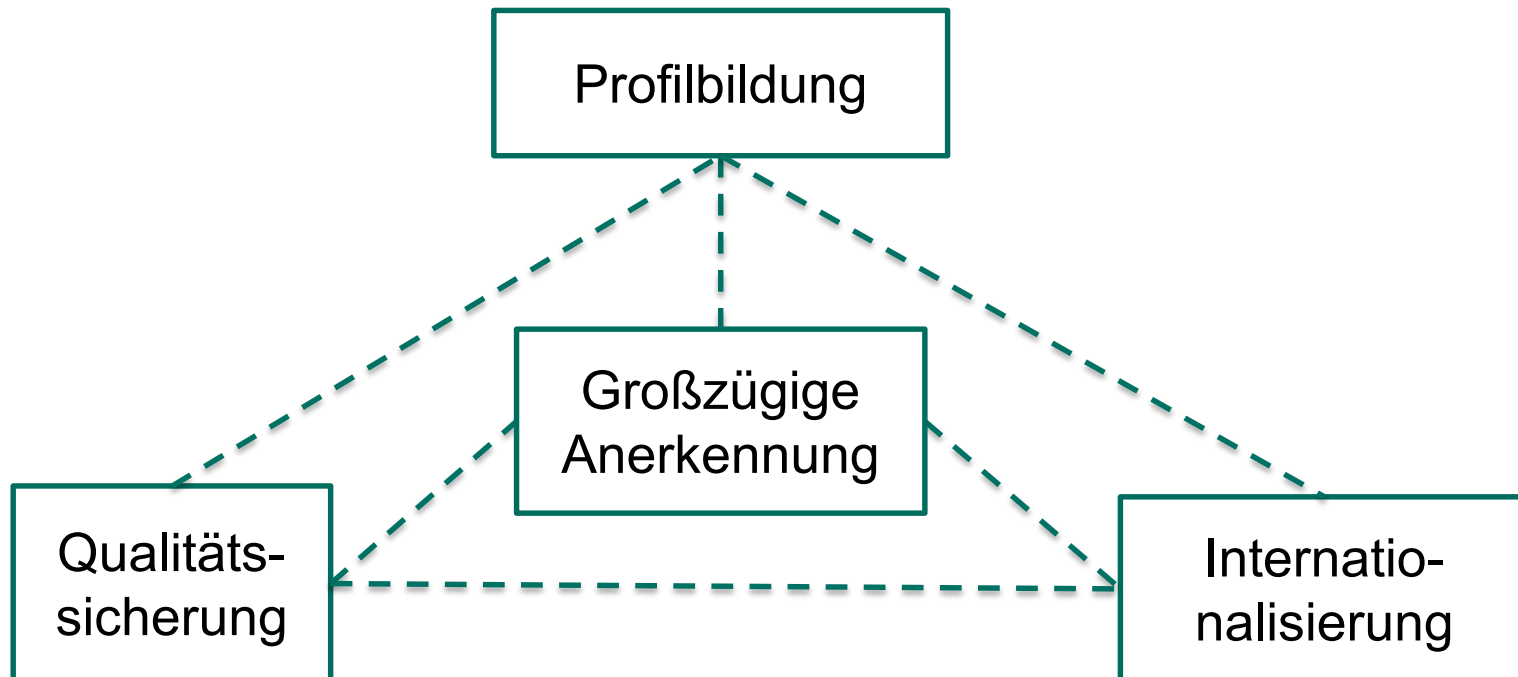 Profilbildung
Großzügige
Anerkennung
Qualitäts-
sicherung
Internatio-
nalisierung